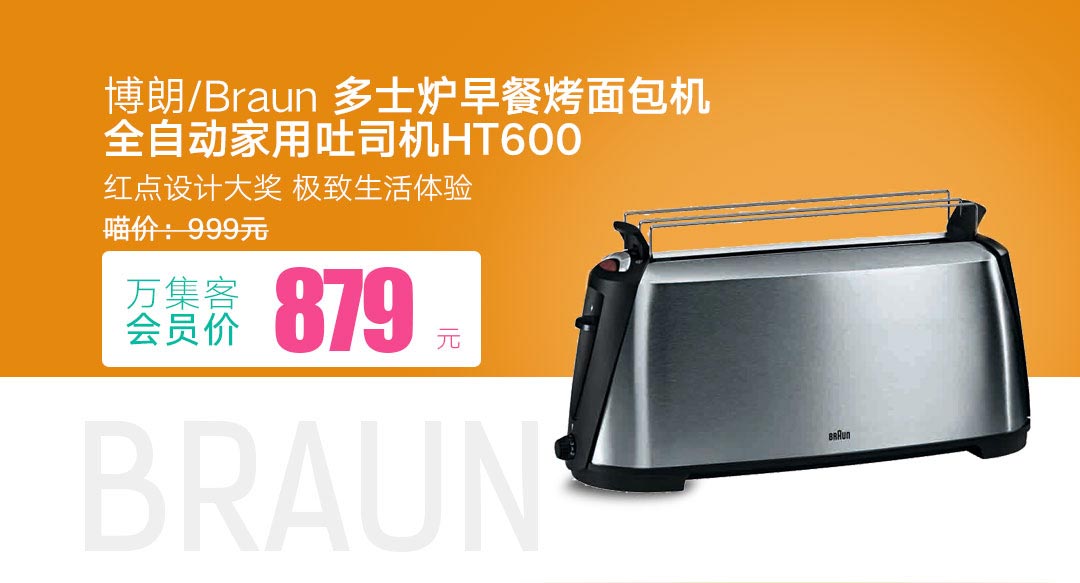 博朗/Braun 多士炉早餐烤面包机
全自动家用吐司机HT600
红点设计大奖 极致生活体验
喵价：999元
万集客
会员价
879 元
BRAUN
BRAUN